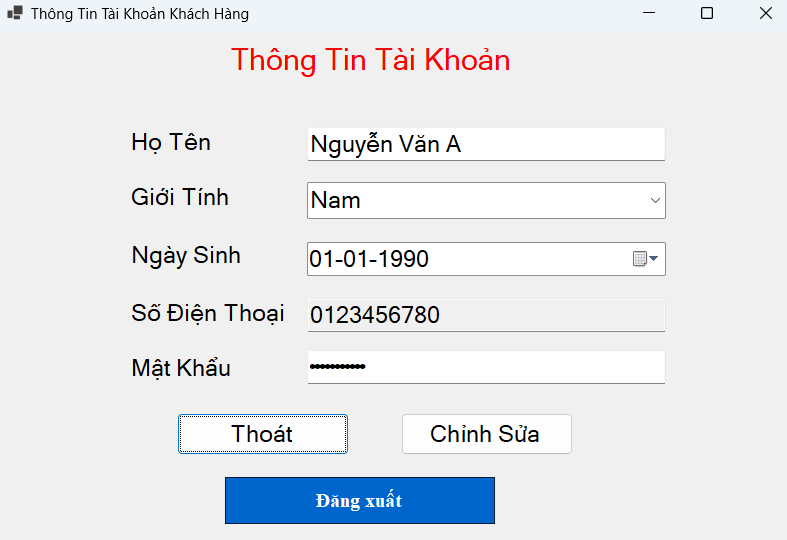 Thông Tin Tài Khoản Khách Hàng
Thông Tin Tài Khoản
Họ Tên Nguyễn Văn A
Giới Tính Nam
Ngày Sinh 01-01-1990
Số Điện Thoại 0123456780
Mật Khẩu •••••••••••
Thoát Chỉnh Sửa
Đăng xuất